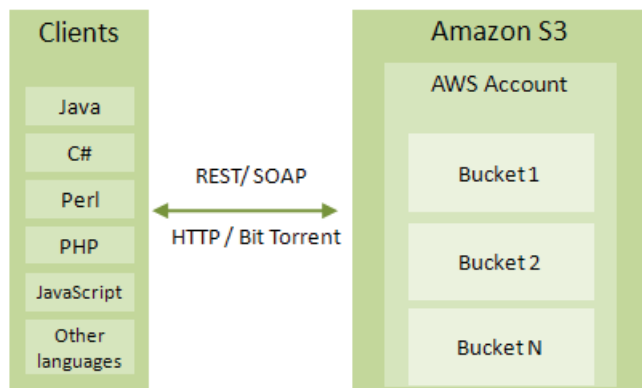 Clients
Java
C#
Perl
PHP
JavaScript
Other
languages
REST/ SOAP
HTTP / Bit Torrent
Amazon S3
AWS Account
Bucket 1
Bucket 2
Bucket N